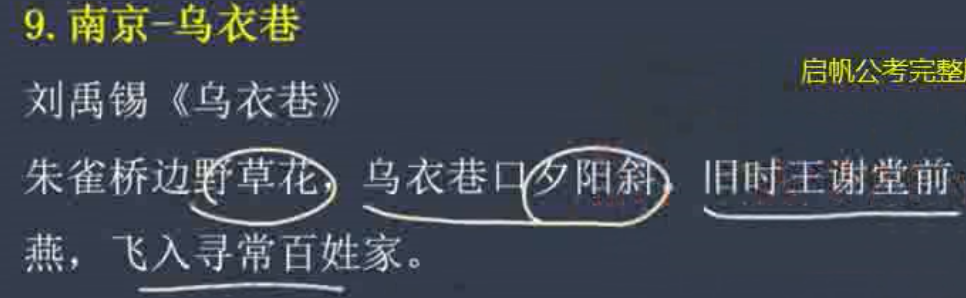 9. 南京-乌衣巷
启帆公考完整
刘禹锡《乌衣巷》
朱雀桥边野草花，乌衣巷口夕阳斜。旧时王谢堂前
燕，飞入寻常百姓家。